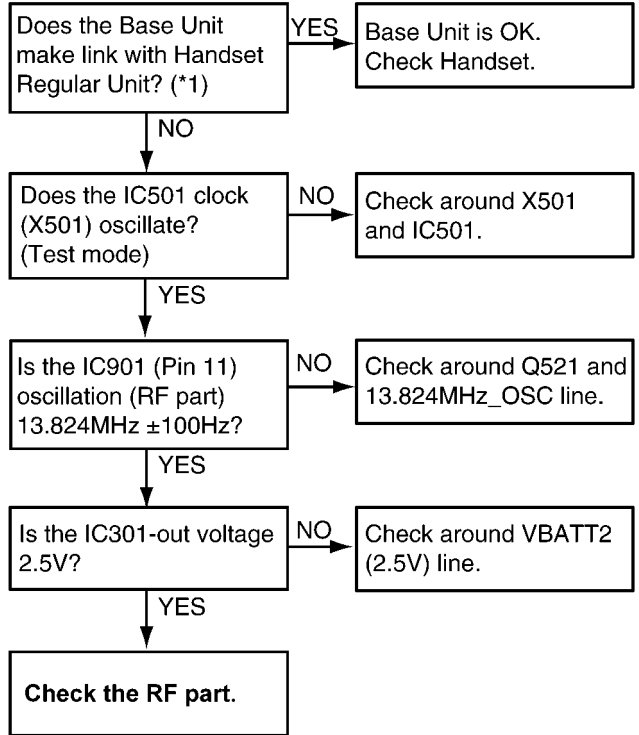 Does the Base Unit
make link with Handset
Regular Unit? (*1)
YES
Base Unit is OK.
Check Handset.
NO
Does the IC501 clock
(X501) oscillate?
(Test mode)
NO
Check around X501
and IC501.
YES
Is the IC901 (Pin 11)
oscillation (RF part)
13.824MHz ±100Hz?
NO
Check around Q521 and
13.824MHz_OSC line.
YES
Is the IC301-out voltage
2.5V?
NO
Check around VBATT2
(2.5V) line.
YES
Check the RF part.